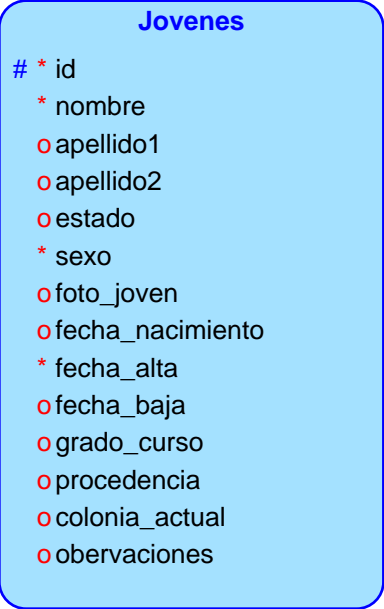 Jovenes
# * id
* nombre
o apellido1
o apellido2
o estado
* sexo
o foto_joven
o fecha_nacimiento
* fecha_alta
o fecha_baja
o grado_curso
o procedencia
o colonia_actual
o obervaciones